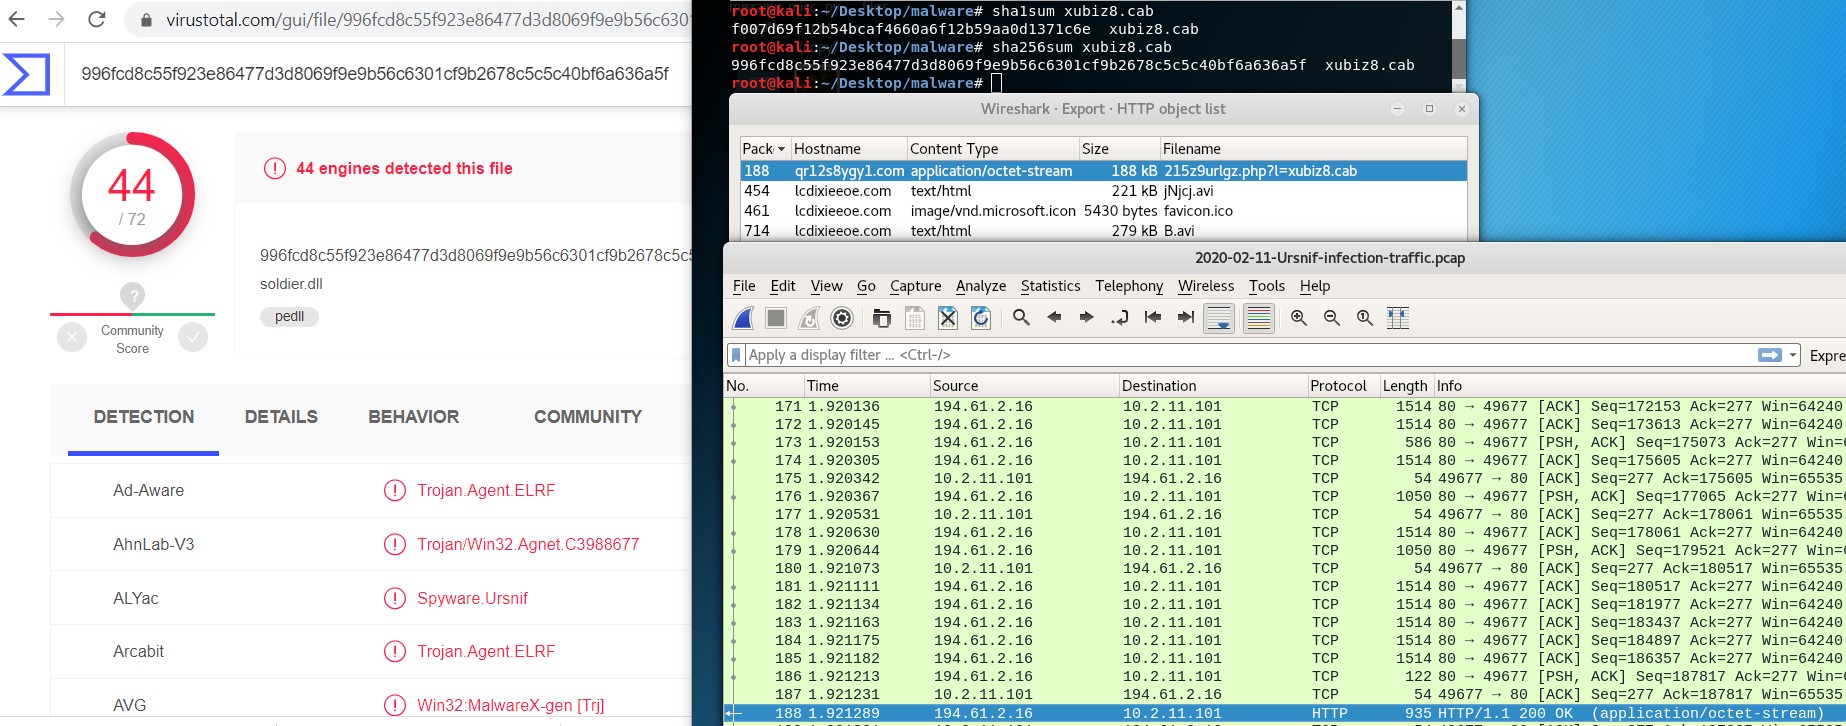 virustotal.com/gui/file/996fcd8c55f923e86477d3d8069f9e9b56c6301
996fcd8c55f923e86477d3d8069f9e9b56c6301cf9b2678c5c5c40bf6a636a5f
44
/ 72
?
Community
Score
44 engines detected this file
996fcd8c55f923e86477d3d8069f9e9b56c6301cf9b2678c5c5
soldier.dll
pedll
DETECTION DETAILS BEHAVIOR COMMUNITY
Ad-Aware Trojan.Agent.ELRF
AhnLab-V3 Trojan/Win32.Agnet.C3988677
ALYac Spyware.Ursnif
Arcabit Trojan.Agent.ELRF
AVG Win32:MalwareX-gen [Trj]
root@kali:~/Desktop/malware# sha1sum xubiz8.cab
f007d69f12b54bcaf4660a6f12b59aa0d1371c6e xubiz8.cab
root@kali:~/Desktop/malware# sha256sum xubiz8.cab
996fcd8c55f923e86477d3d8069f9e9b56c6301cf9b2678c5c5c40bf6a636a5f xubiz8.cab
root@kali:~/Desktop/malware#
Wireshark · Export · HTTP object list
Pack Hostname Content Type Size Filename
188 qr12s8ygy1.com application/octet-stream 188 kB 215z9urlgz.php?l=xubiz8.cab
454 lcdixieeoe.com text/html 221 kB jNjcj.avi
461 lcdixieeoe.com image/vnd.microsoft.icon 5430 bytes favicon.ico
714 lcdixieeoe.com text/html 279 kB B.avi
2020-02-11-Ursnif-infection-traffic.pcap
File Edit View Go Capture Analyze Statistics Telephony Wireless Tools Help
Apply a display filter ... <Ctrl-/> Expre
No. Time Source Destination Protocol Length Info
171 1.920136 194.61.2.16 10.2.11.101 TCP 1514 80 → 49677 [ACK] Seq=172153 Ack=277 Win=64240
172 1.920145 194.61.2.16 10.2.11.101 TCP 1514 80 → 49677 [ACK] Seq=173613 Ack=277 Win=64240
173 1.920153 194.61.2.16 10.2.11.101 TCP 586 80 → 49677 [PSH, ACK] Seq=175073 Ack=277 Win=6
174 1.920305 194.61.2.16 10.2.11.101 TCP 1514 80 → 49677 [ACK] Seq=175605 Ack=277 Win=64240
175 1.920342 10.2.11.101 194.61.2.16 TCP 54 49677 → 80 [ACK] Seq=277 Ack=175605 Win=65535
176 1.920367 194.61.2.16 10.2.11.101 TCP 1050 80 → 49677 [PSH, ACK] Seq=177065 Ack=277 Win=6
177 1.920531 10.2.11.101 194.61.2.16 TCP 54 49677 → 80 [ACK] Seq=277 Ack=178061 Win=65535
178 1.920630 194.61.2.16 10.2.11.101 TCP 1514 80 → 49677 [ACK] Seq=178061 Ack=277 Win=64240
179 1.920644 194.61.2.16 10.2.11.101 TCP 1050 80 → 49677 [PSH, ACK] Seq=179521 Ack=277 Win=6
180 1.921073 10.2.11.101 194.61.2.16 TCP 54 49677 → 80 [ACK] Seq=277 Ack=180517 Win=65535
181 1.921111 194.61.2.16 10.2.11.101 TCP 1514 80 → 49677 [ACK] Seq=180517 Ack=277 Win=64240
182 1.921134 194.61.2.16 10.2.11.101 TCP 1514 80 → 49677 [ACK] Seq=181977 Ack=277 Win=64240
183 1.921163 194.61.2.16 10.2.11.101 TCP 1514 80 → 49677 [ACK] Seq=183437 Ack=277 Win=64240
184 1.921175 194.61.2.16 10.2.11.101 TCP 1514 80 → 49677 [ACK] Seq=184897 Ack=277 Win=64240
185 1.921182 194.61.2.16 10.2.11.101 TCP 1514 80 → 49677 [ACK] Seq=186357 Ack=277 Win=64240
186 1.921213 194.61.2.16 10.2.11.101 TCP 122 80 → 49677 [PSH, ACK] Seq=187817 Ack=277 Win=6
187 1.921231 10.2.11.101 194.61.2.16 TCP 54 49677 → 80 [ACK] Seq=277 Ack=187817 Win=65535
188 1.921289 194.61.2.16 10.2.11.101 HTTP 935 HTTP/1.1 200 OK (application/octet-stream)